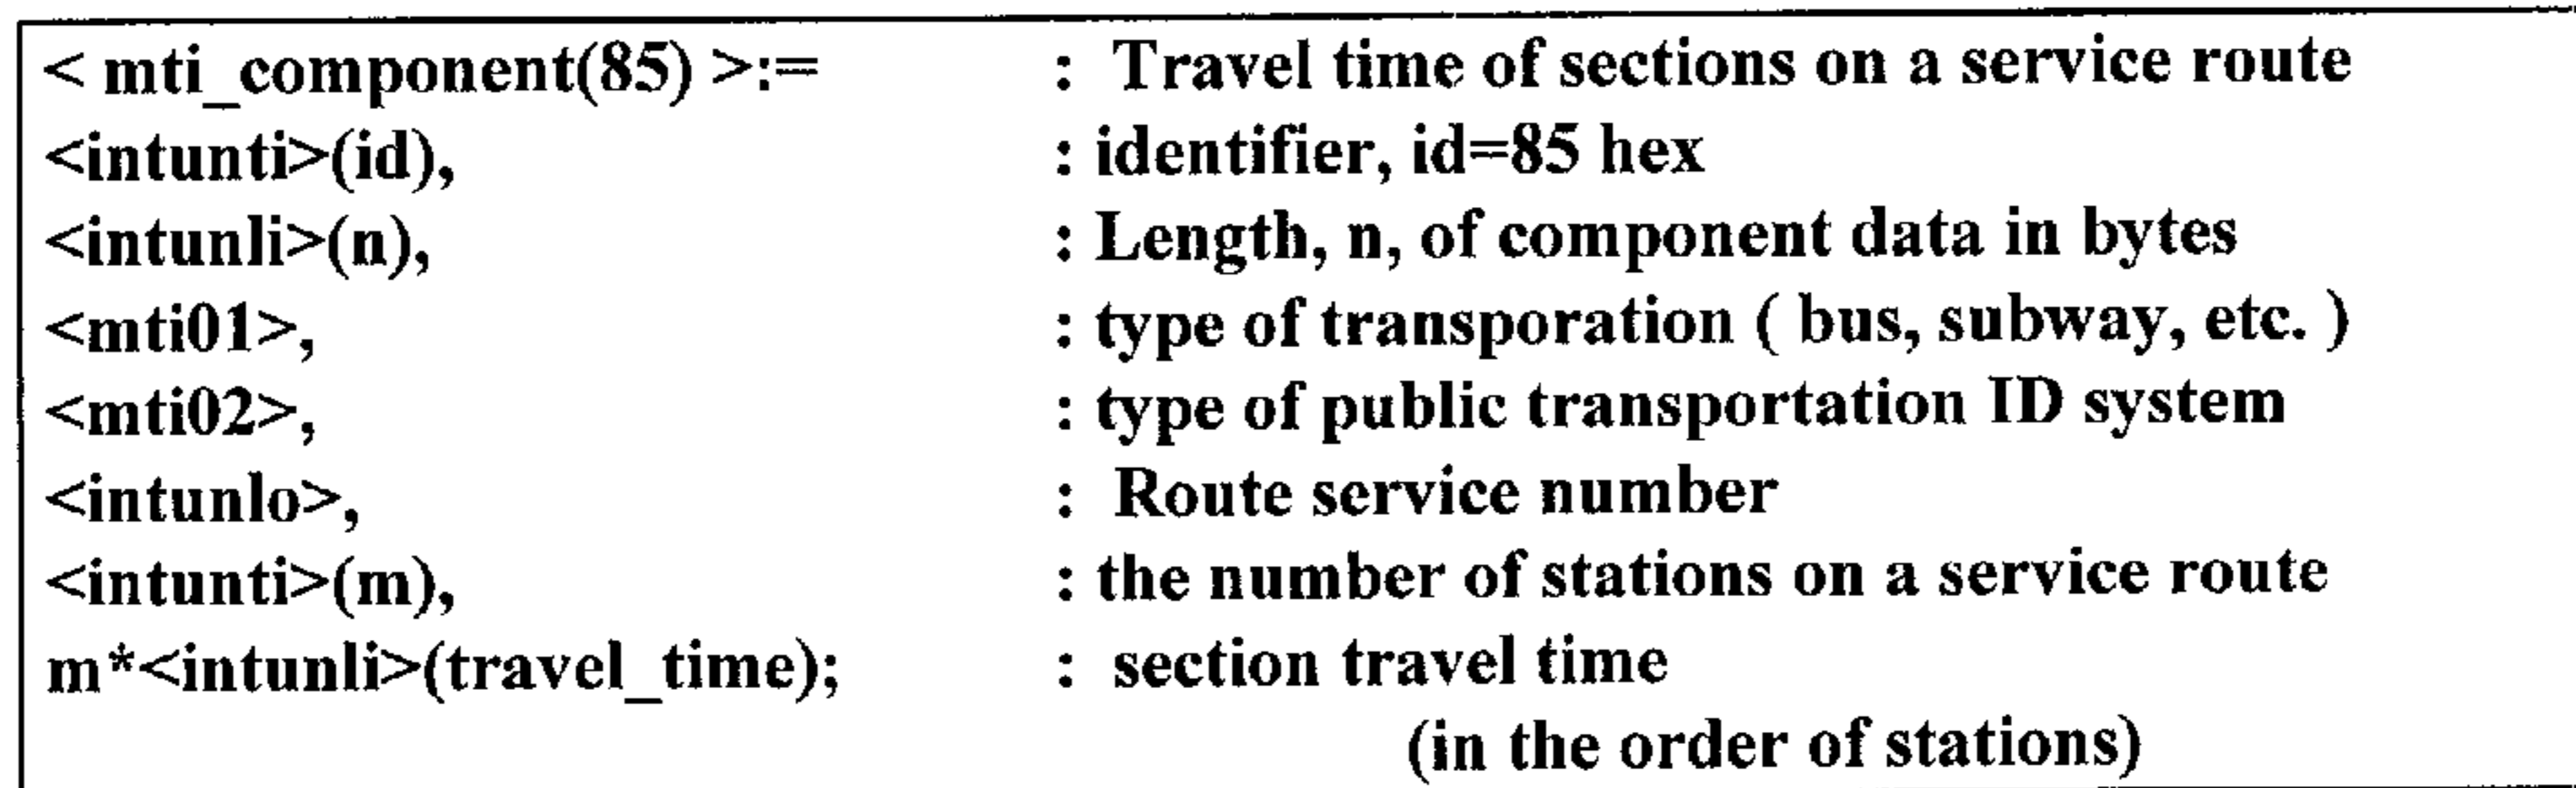 < mti_component(85) >:= : Travel time of sections on a service route
<intunti>(id), : identifier, id=85 hex
<intunli>(n), : Length, n, of component data in bytes
<mti01>, : type of transporation ( bus, subway, etc. )
<mti02>, : type of public transportation ID system
<intunlo>, : Route service number
<intunti>(m), : the number of stations on a service route
m*<intunli>(travel_time); : section travel time
(in the order of stations)